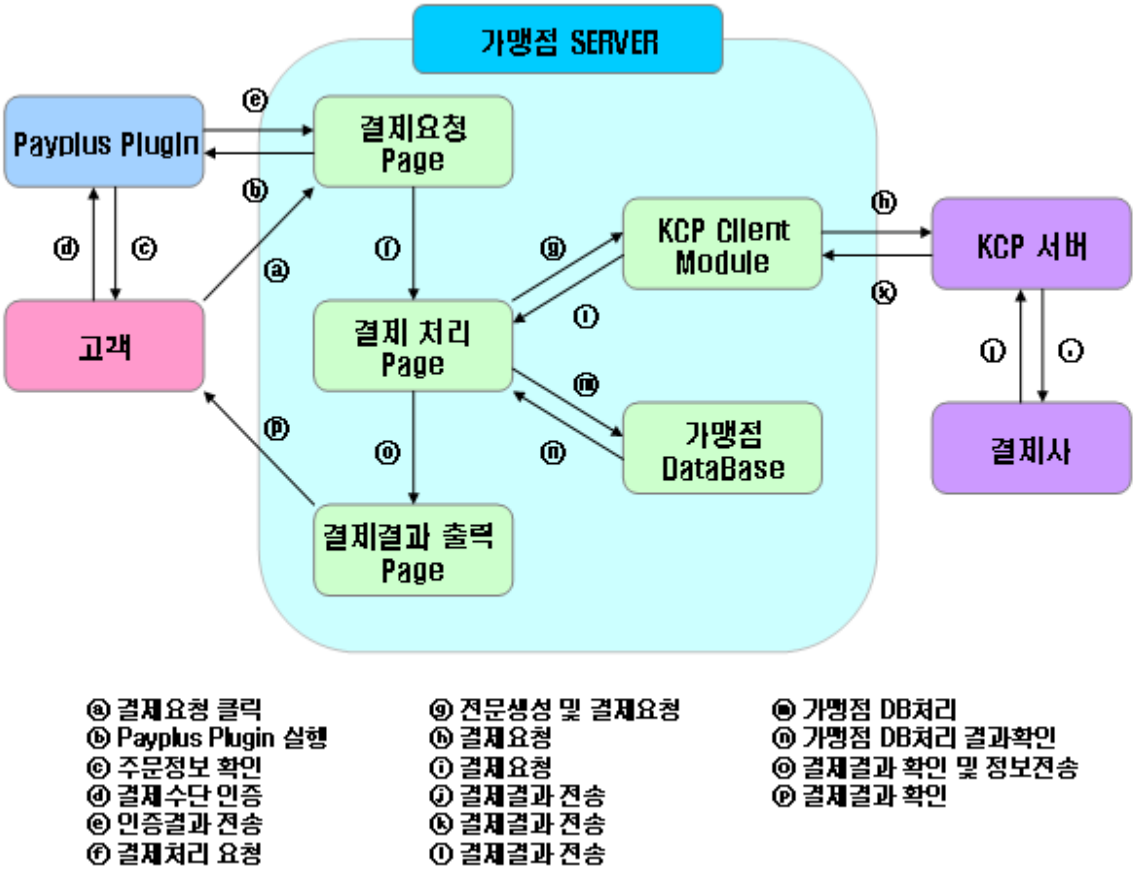 가맹점 SERVER
ⓔ
결제요청
Page
Payplus Plugin
ⓑ
ⓓ
ⓒ
ⓐ
ⓕ
ⓖ
KCP Client
Module
ⓗ
KCP 서버
ⓚ
고객
결제 처리
Page
ⓛ
ⓙ
ⓘ
ⓜ
가맹점
DataBase
결제사
ⓟ
ⓞ
ⓝ
결제결과 출력
Page
ⓐ 결제요청 클릭
ⓑ Payplus Plugin 실행
ⓒ 주문정보 확인
ⓓ 결제수단 인증
ⓔ 인증결과 전송
ⓕ 결제처리 요청
ⓖ 전문생성 및 결제요청
ⓗ 결제요청
ⓘ 결제요청
ⓙ 결제결과 전송
ⓚ 결제결과 전송
ⓛ 결제결과 전송
ⓜ 가맹점 DB처리
ⓝ 가맹점 DB처리 결과확인
ⓞ 결제결과 확인 및 정보전송
ⓟ 결제결과 확인